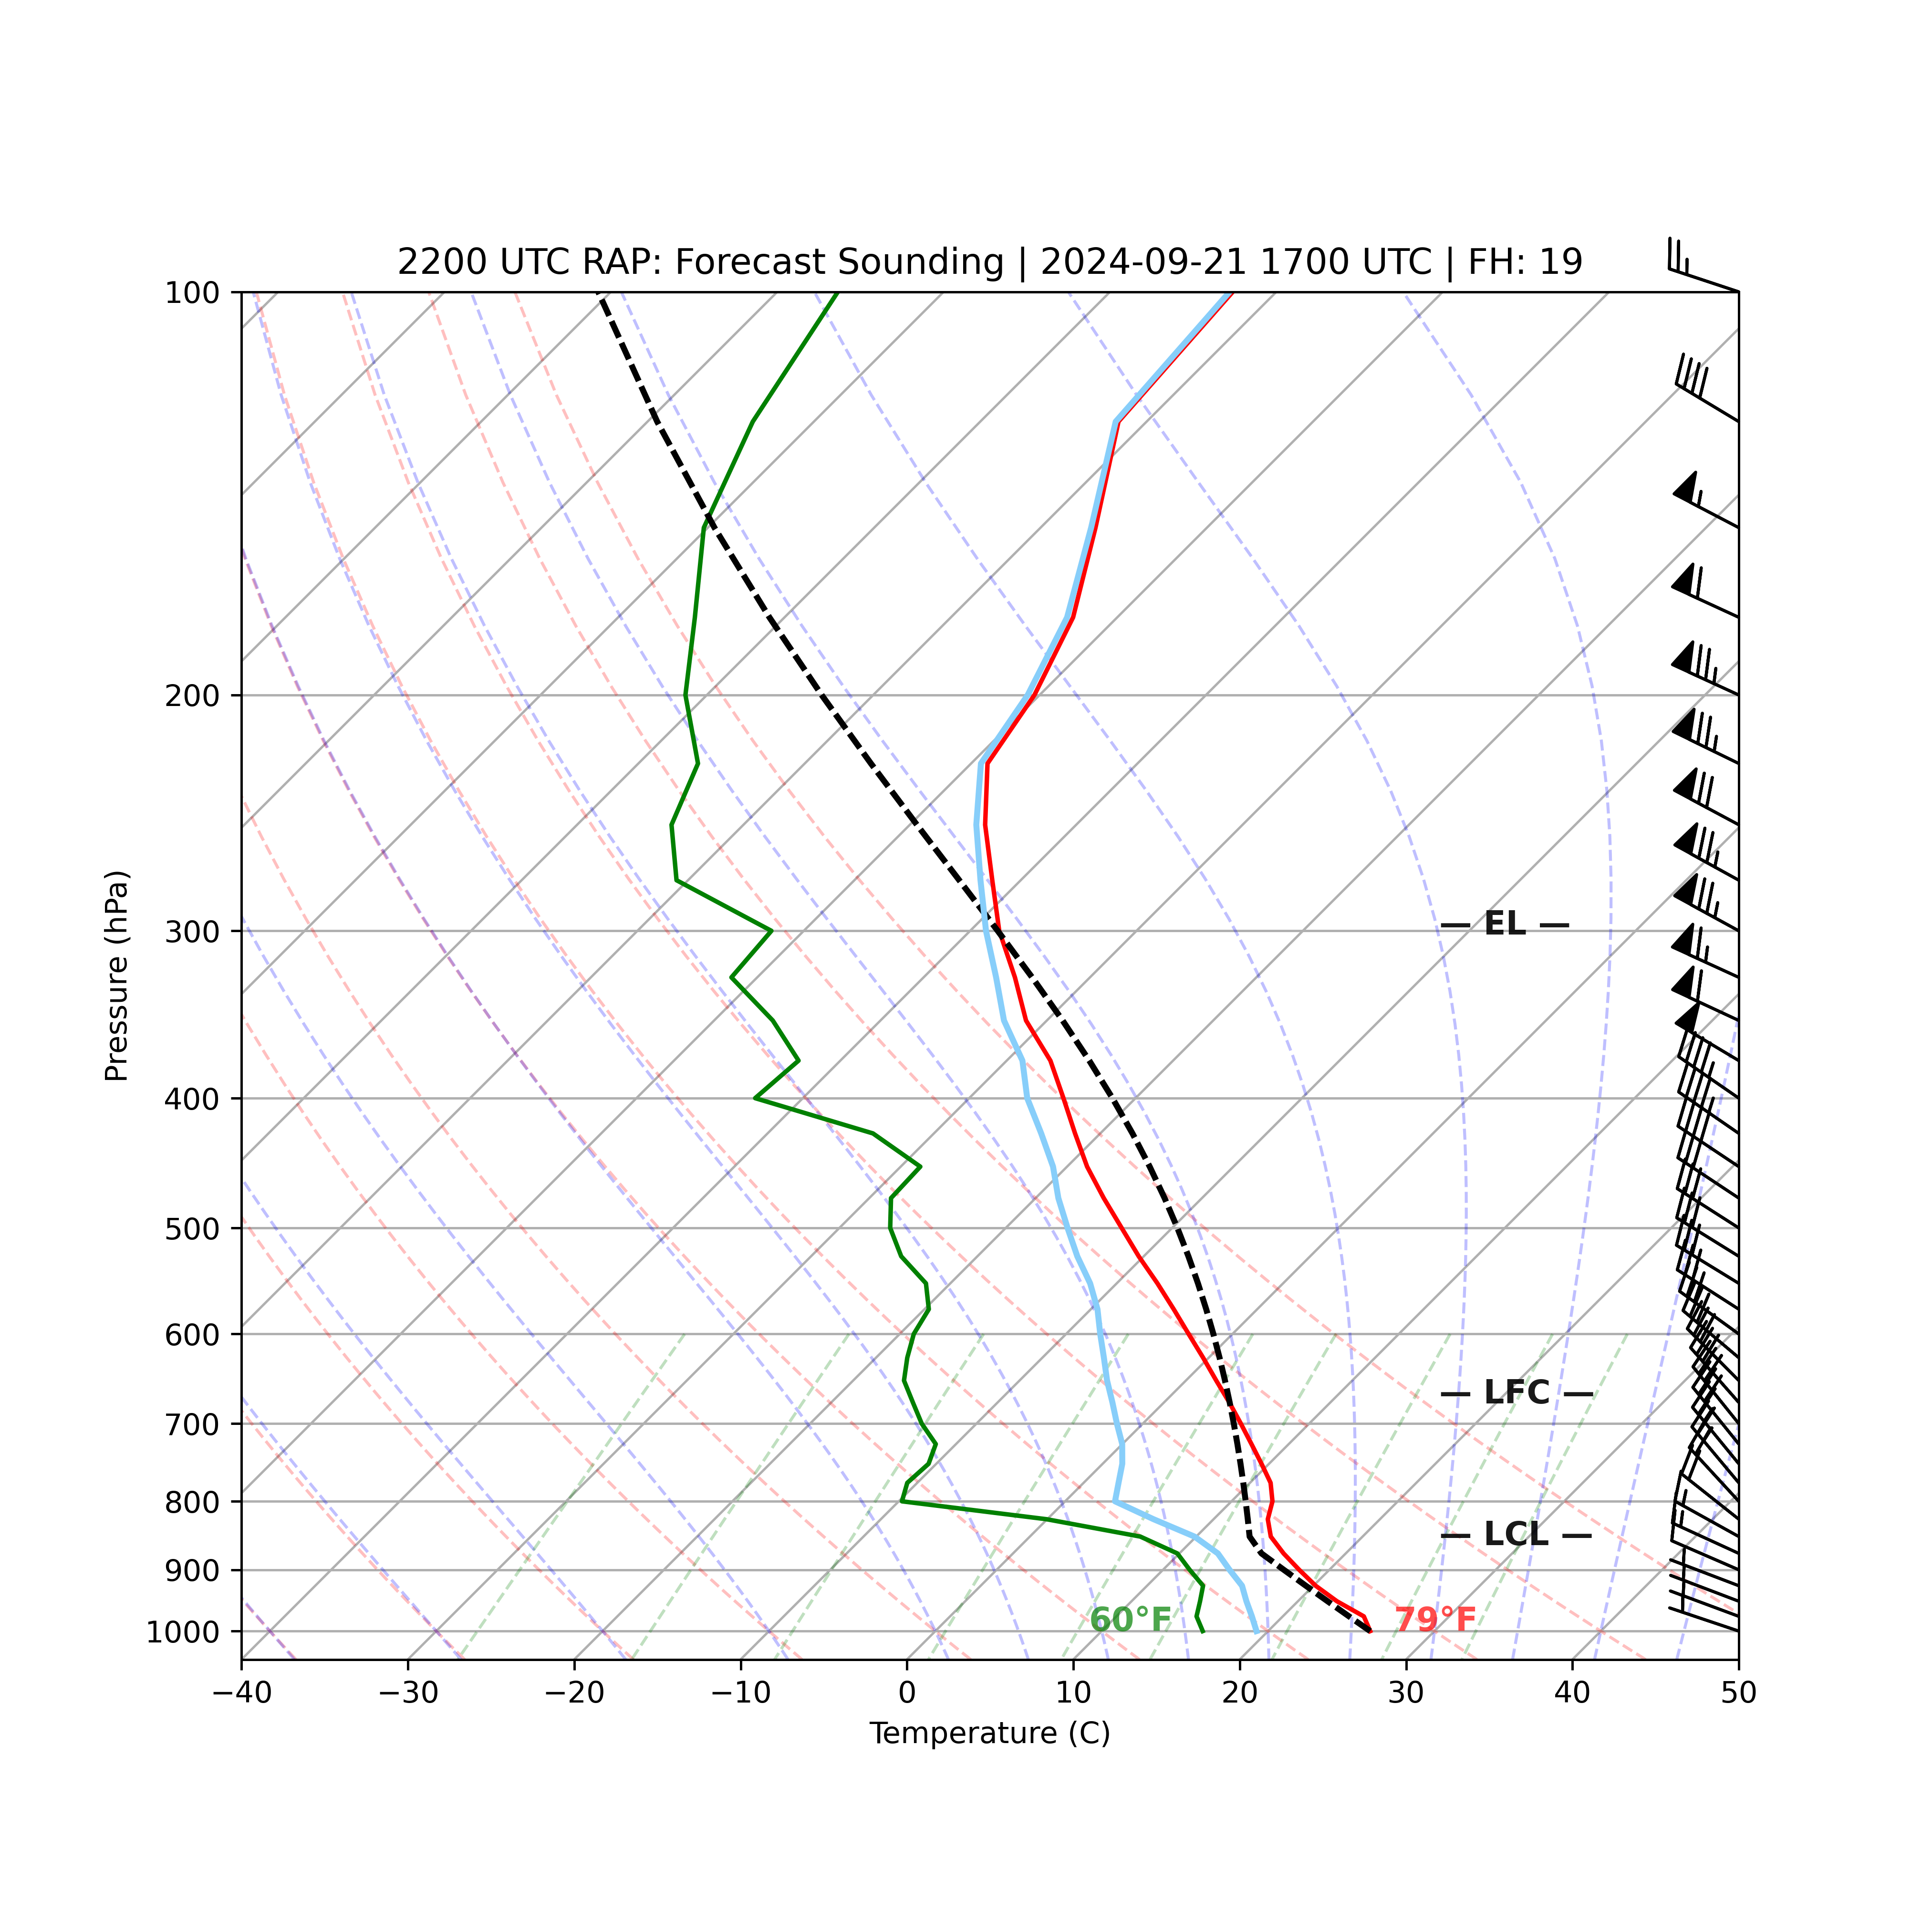 2200 UTC RAP: Forecast Sounding | 2024-09-21 1700 UTC | FH: 19
100
200
300
400
500
600
700
800
900
1000
Pressure (hPa)
— EL —
— LFC —
— LCL —
60°F
79°F
−40 −30 −20 −10 0 10 20 30 40 50
Temperature (C)